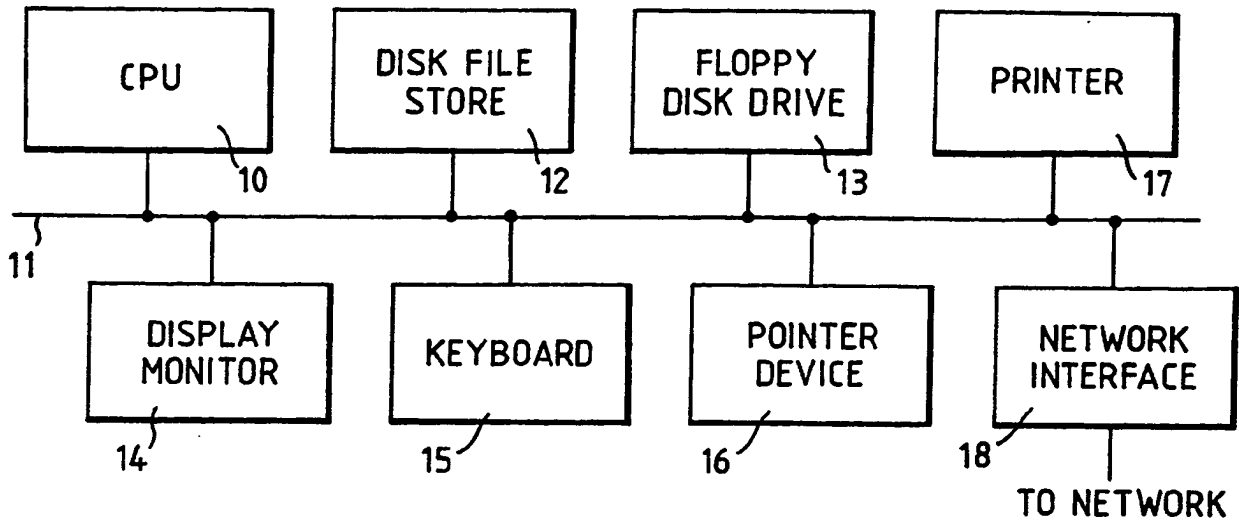 CPU
10
DISK FILE
STORE
12
FLOPPY
DISK DRIVE
13
PRINTER
17
11
DISPLAY
MONITOR
14
KEYBOARD
15
POINTER
DEVICE
16
NETWORK
INTERFACE
18
TO NETWORK